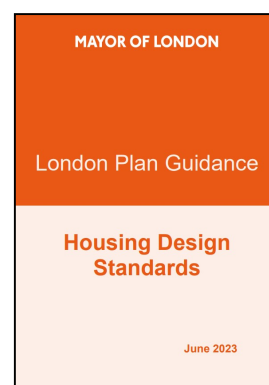 MAYOR OF LONDON
London Plan Guidance
Housing Design
Standards
June 2023